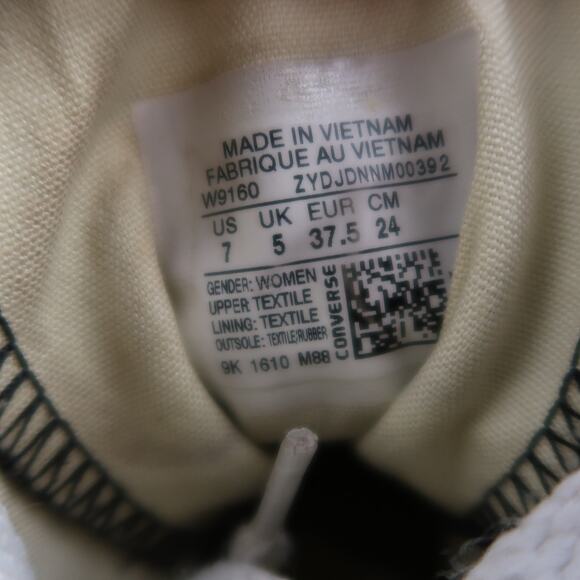 MADE IN VIETNAM
FABRIQUE AU VIETNAM
W9160 ZYDJDNNM00392
US UK EUR CM
7 5 37.5 24
GENDER: WOMEN
UPPER TEXTILE
LINING: TEXTILE
OUTSOLE: TEXTILE/RUBBER
9K 1610 M88
CONVERSE